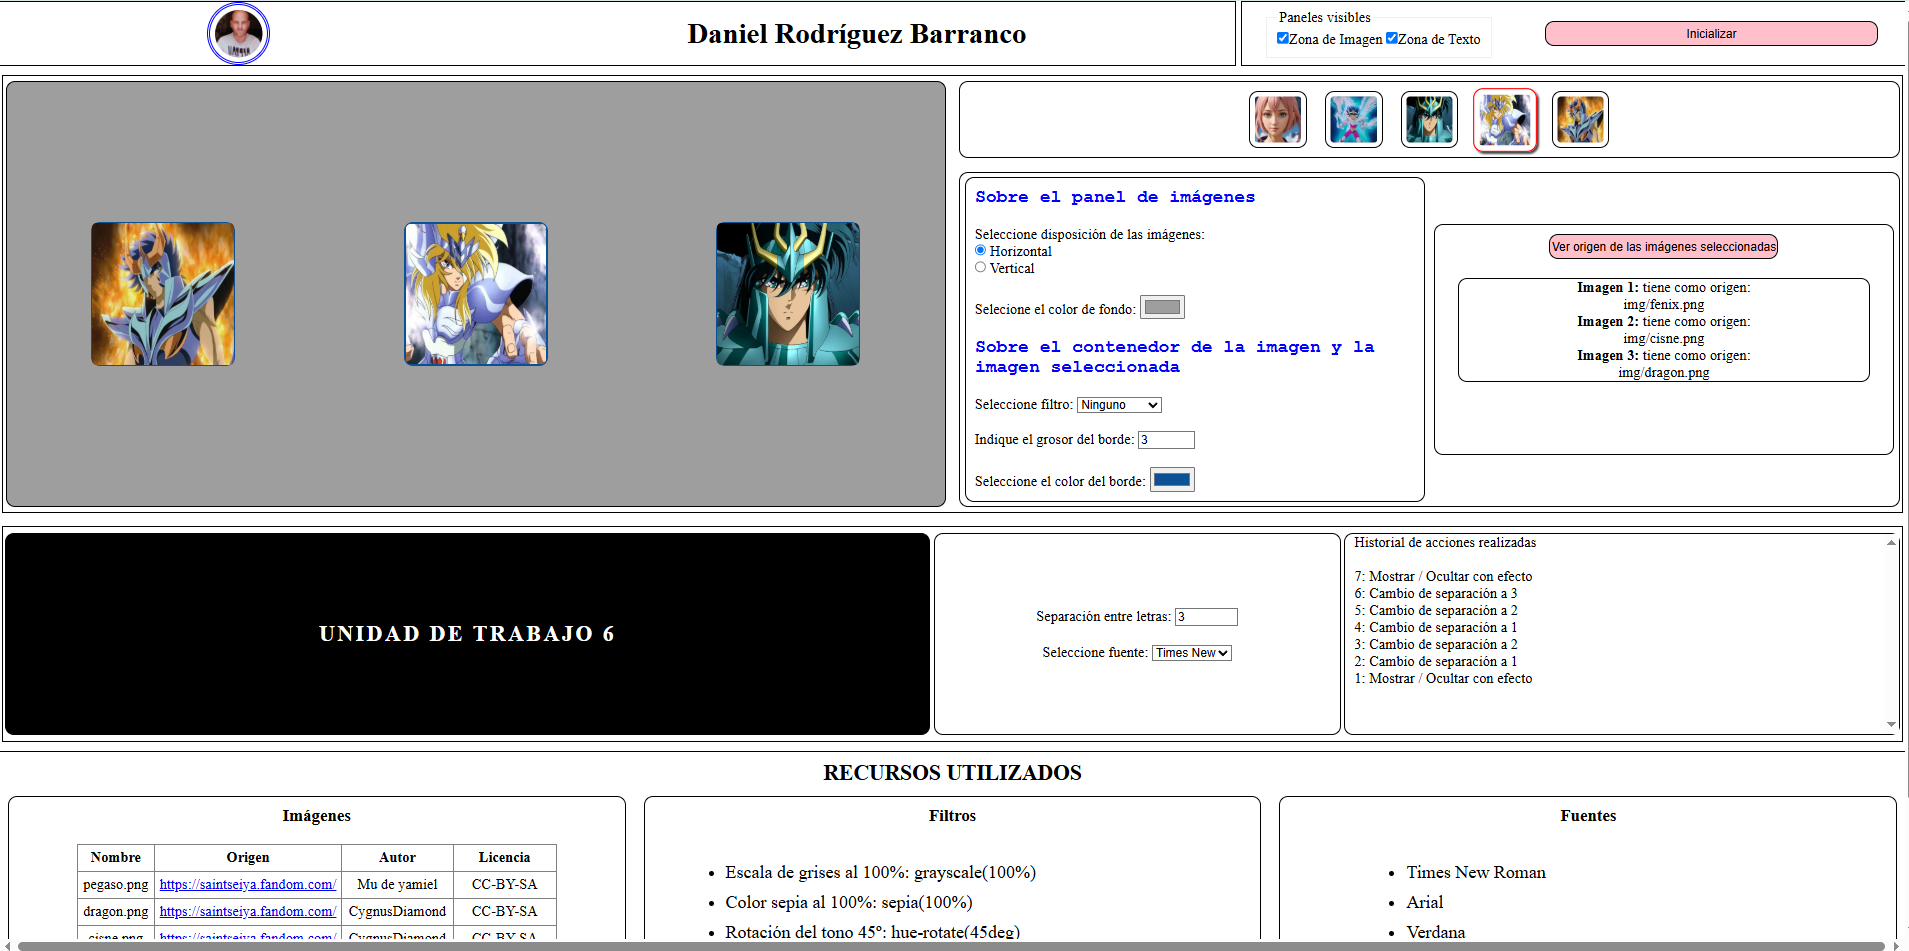 Daniel Rodríguez Barranco
Paneles visibles
Zona de Imagen Zona de Texto
Inicializar
Sobre el panel de imágenes
Seleccione disposición de las imágenes:
Horizontal
Vertical
Selecione el color de fondo:
Sobre el contenedor de la imagen y la
imagen seleccionada
Seleccione filtro: Ninguno
Indique el grosor del borde: 3
Seleccione el color del borde:
Ver origen de las imágenes seleccionadas
Imagen 1: tiene como origen:
img/fenix.png
Imagen 2: tiene como origen:
img/cisne.png
Imagen 3: tiene como origen:
img/dragon.png
UNIDAD DE TRABAJO 6
Separación entre letras: 3
Seleccione fuente: Times New
Historial de acciones realizadas
7: Mostrar / Ocultar con efecto
6: Cambio de separación a 3
5: Cambio de separación a 2
4: Cambio de separación a 1
3: Cambio de separación a 2
2: Cambio de separación a 1
1: Mostrar / Ocultar con efecto
RECURSOS UTILIZADOS
Imágenes
Nombre Origen Autor Licencia
pegaso.png https://saintseiya.fandom.com/ Mu de yamiel CC-BY-SA
dragon.png https://saintseiya.fandom.com/ CygnusDiamond CC-BY-SA
cisne.png https://saintseiya.fandom.com/ CygnusDiamond CC-BY-SA
Filtros
Escala de grises al 100%: grayscale(100%)
Color sepia al 100%: sepia(100%)
Rotación del tono 45º: hue-rotate(45deg)
Fuentes
Times New Roman
Arial
Verdana